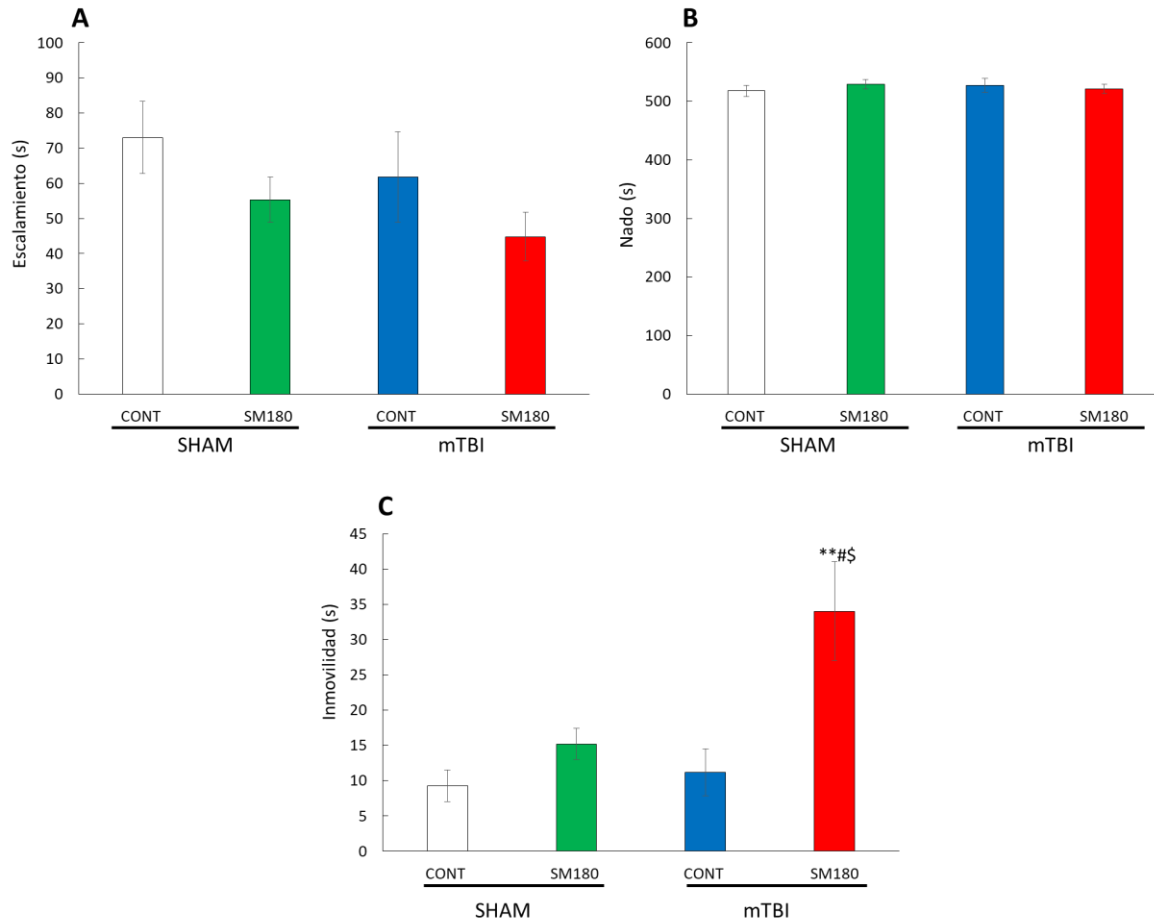 A
Escalamiento (s)
100
90
80
70
60
50
40
30
20
10
0
CONT SM180 CONT SM180
SHAM mTBI
B
Nado (s)
600
500
400
300
200
100
0
CONT SM180 CONT SM180
SHAM mTBI
C
Inmovilidad (s)
45
40
35
30
25
20
15
10
5
0
**#$
CONT SM180 CONT SM180
SHAM mTBI